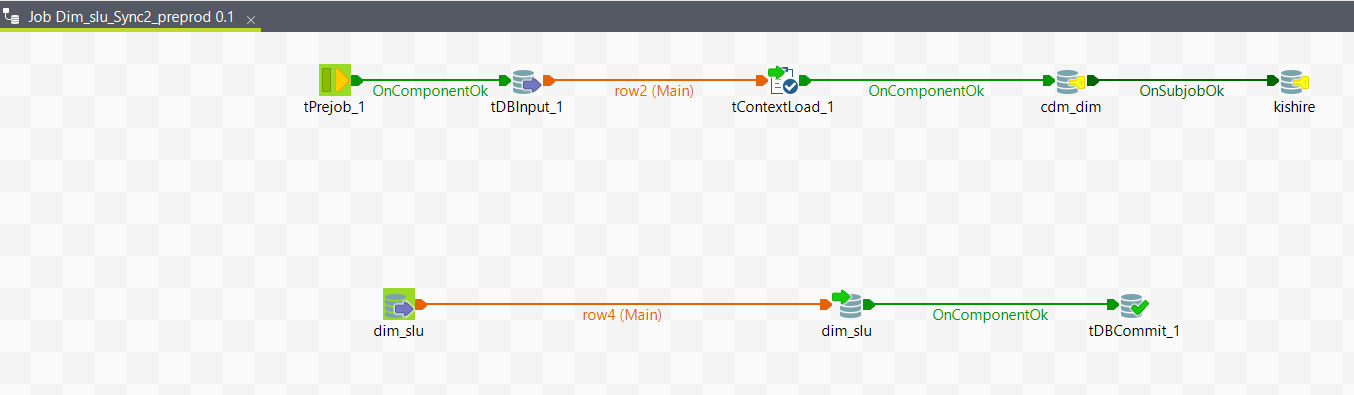 Job Dim_slu_Sync2_preprod 0.1
OnComponentOk
row2 (Main)
OnComponentOk
OnSubjobOk
tPrejob_1
tDBInput_1
tContextLoad_1
cdm_dim
kishire
row4 (Main)
OnComponentOk
dim_slu
dim_slu
tDBCommit_1